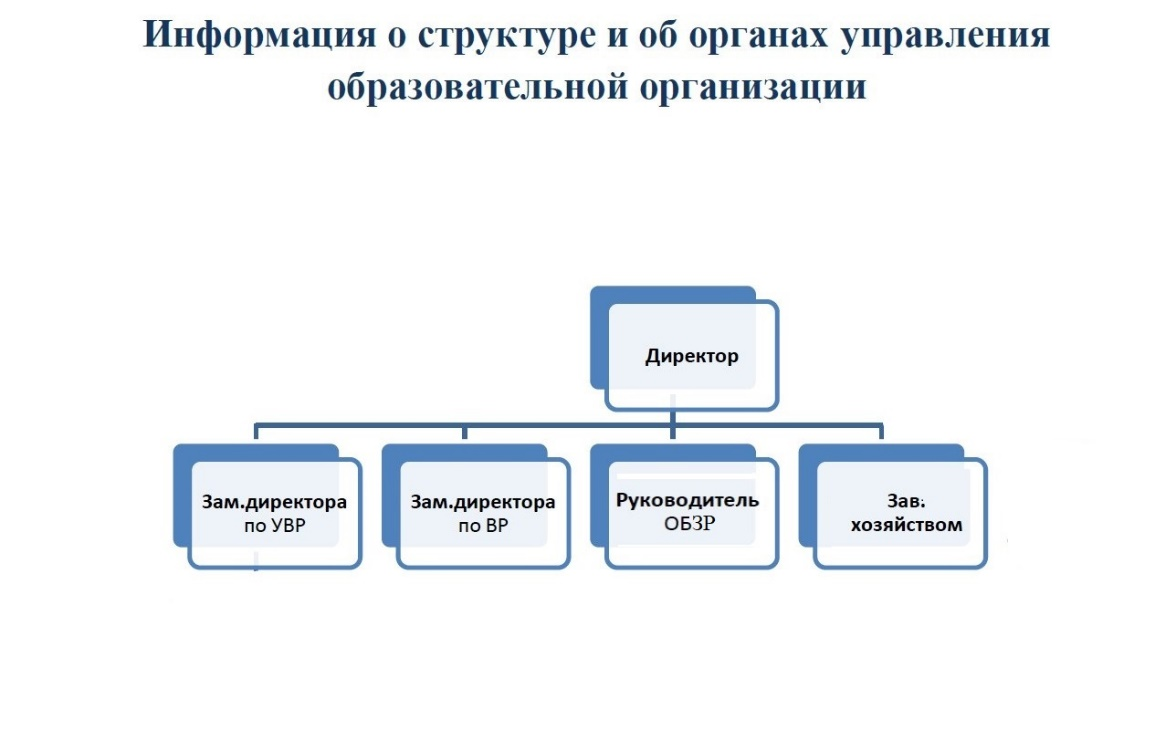 Информация о структуре и об органах управления
образовательной организации
Директор
Зам.директора
по УВР
Зам.директора
по ВР
Руководитель
ОБЗР
Зав.
хозяйством